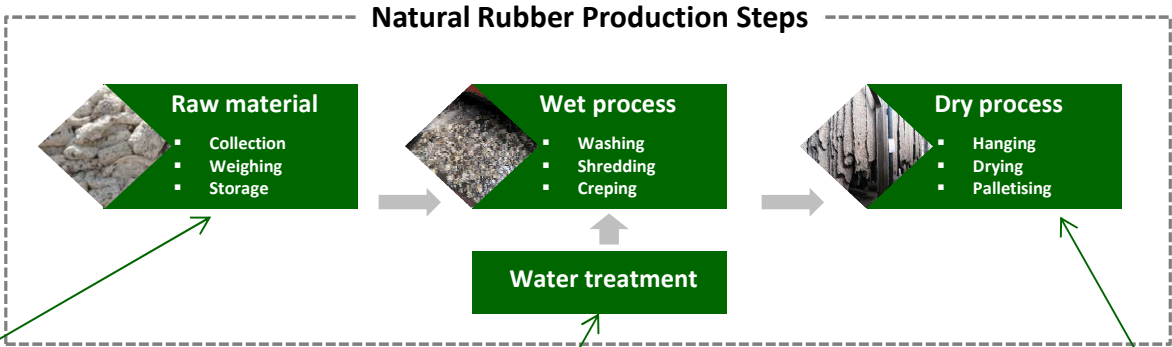 Natural Rubber Production Steps
Raw material
▪ Collection
▪ Weighing
▪ Storage
Wet process
▪ Washing
▪ Shredding
▪ Creping
Dry process
▪ Hanging
▪ Drying
▪ Palletising
Water treatment